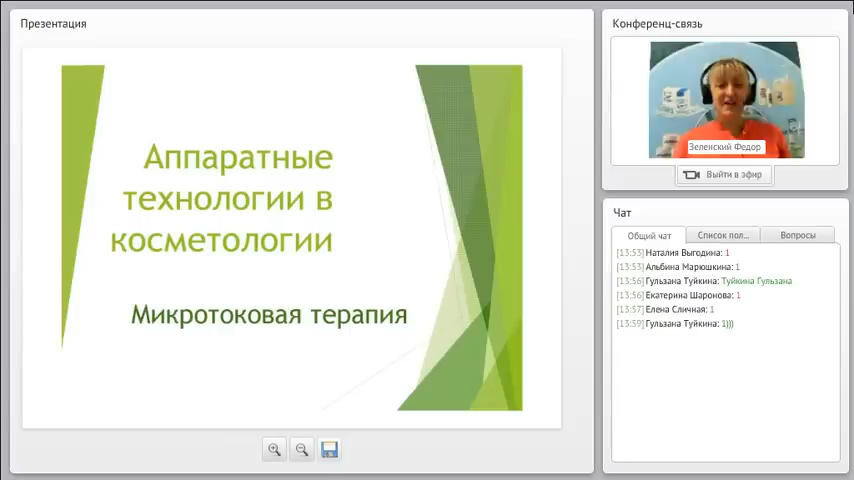 Презентация
Аппаратные
технологии в
косметологии
Микротоковая терапия
Конференц-связь
Зеленский Федор
Выйти в эфир
Чат
Общий чат
Список пол...
Вопросы
[13:53] Наталия Выгодина: 1
[13:53] Альбина Марюшкина: 1
[13:56] Гульзана Туйкина: Туйкина Гульзана
[13:56] Екатерина Шаронова: 1
[13:57] Елена Сличная: 1
[13:59] Гульзана Туйкина: 1)))